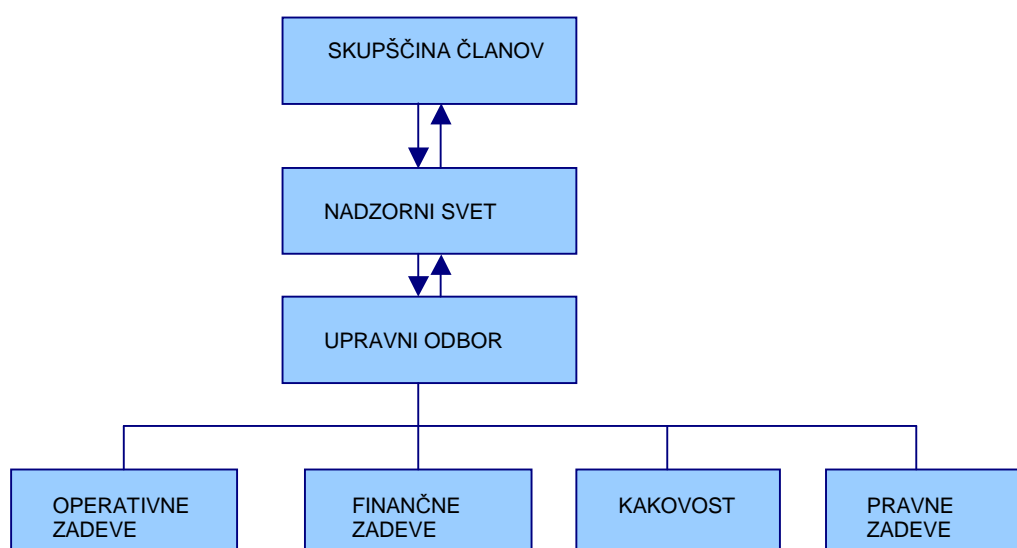 SKUPŠČINA ČLANOV
NADZORNI SVET
UPRAVNI ODBOR
OPERATIVNE
ZADEVE
FINANČNE
ZADEVE
KAKOVOST
PRAVNE
ZADEVE